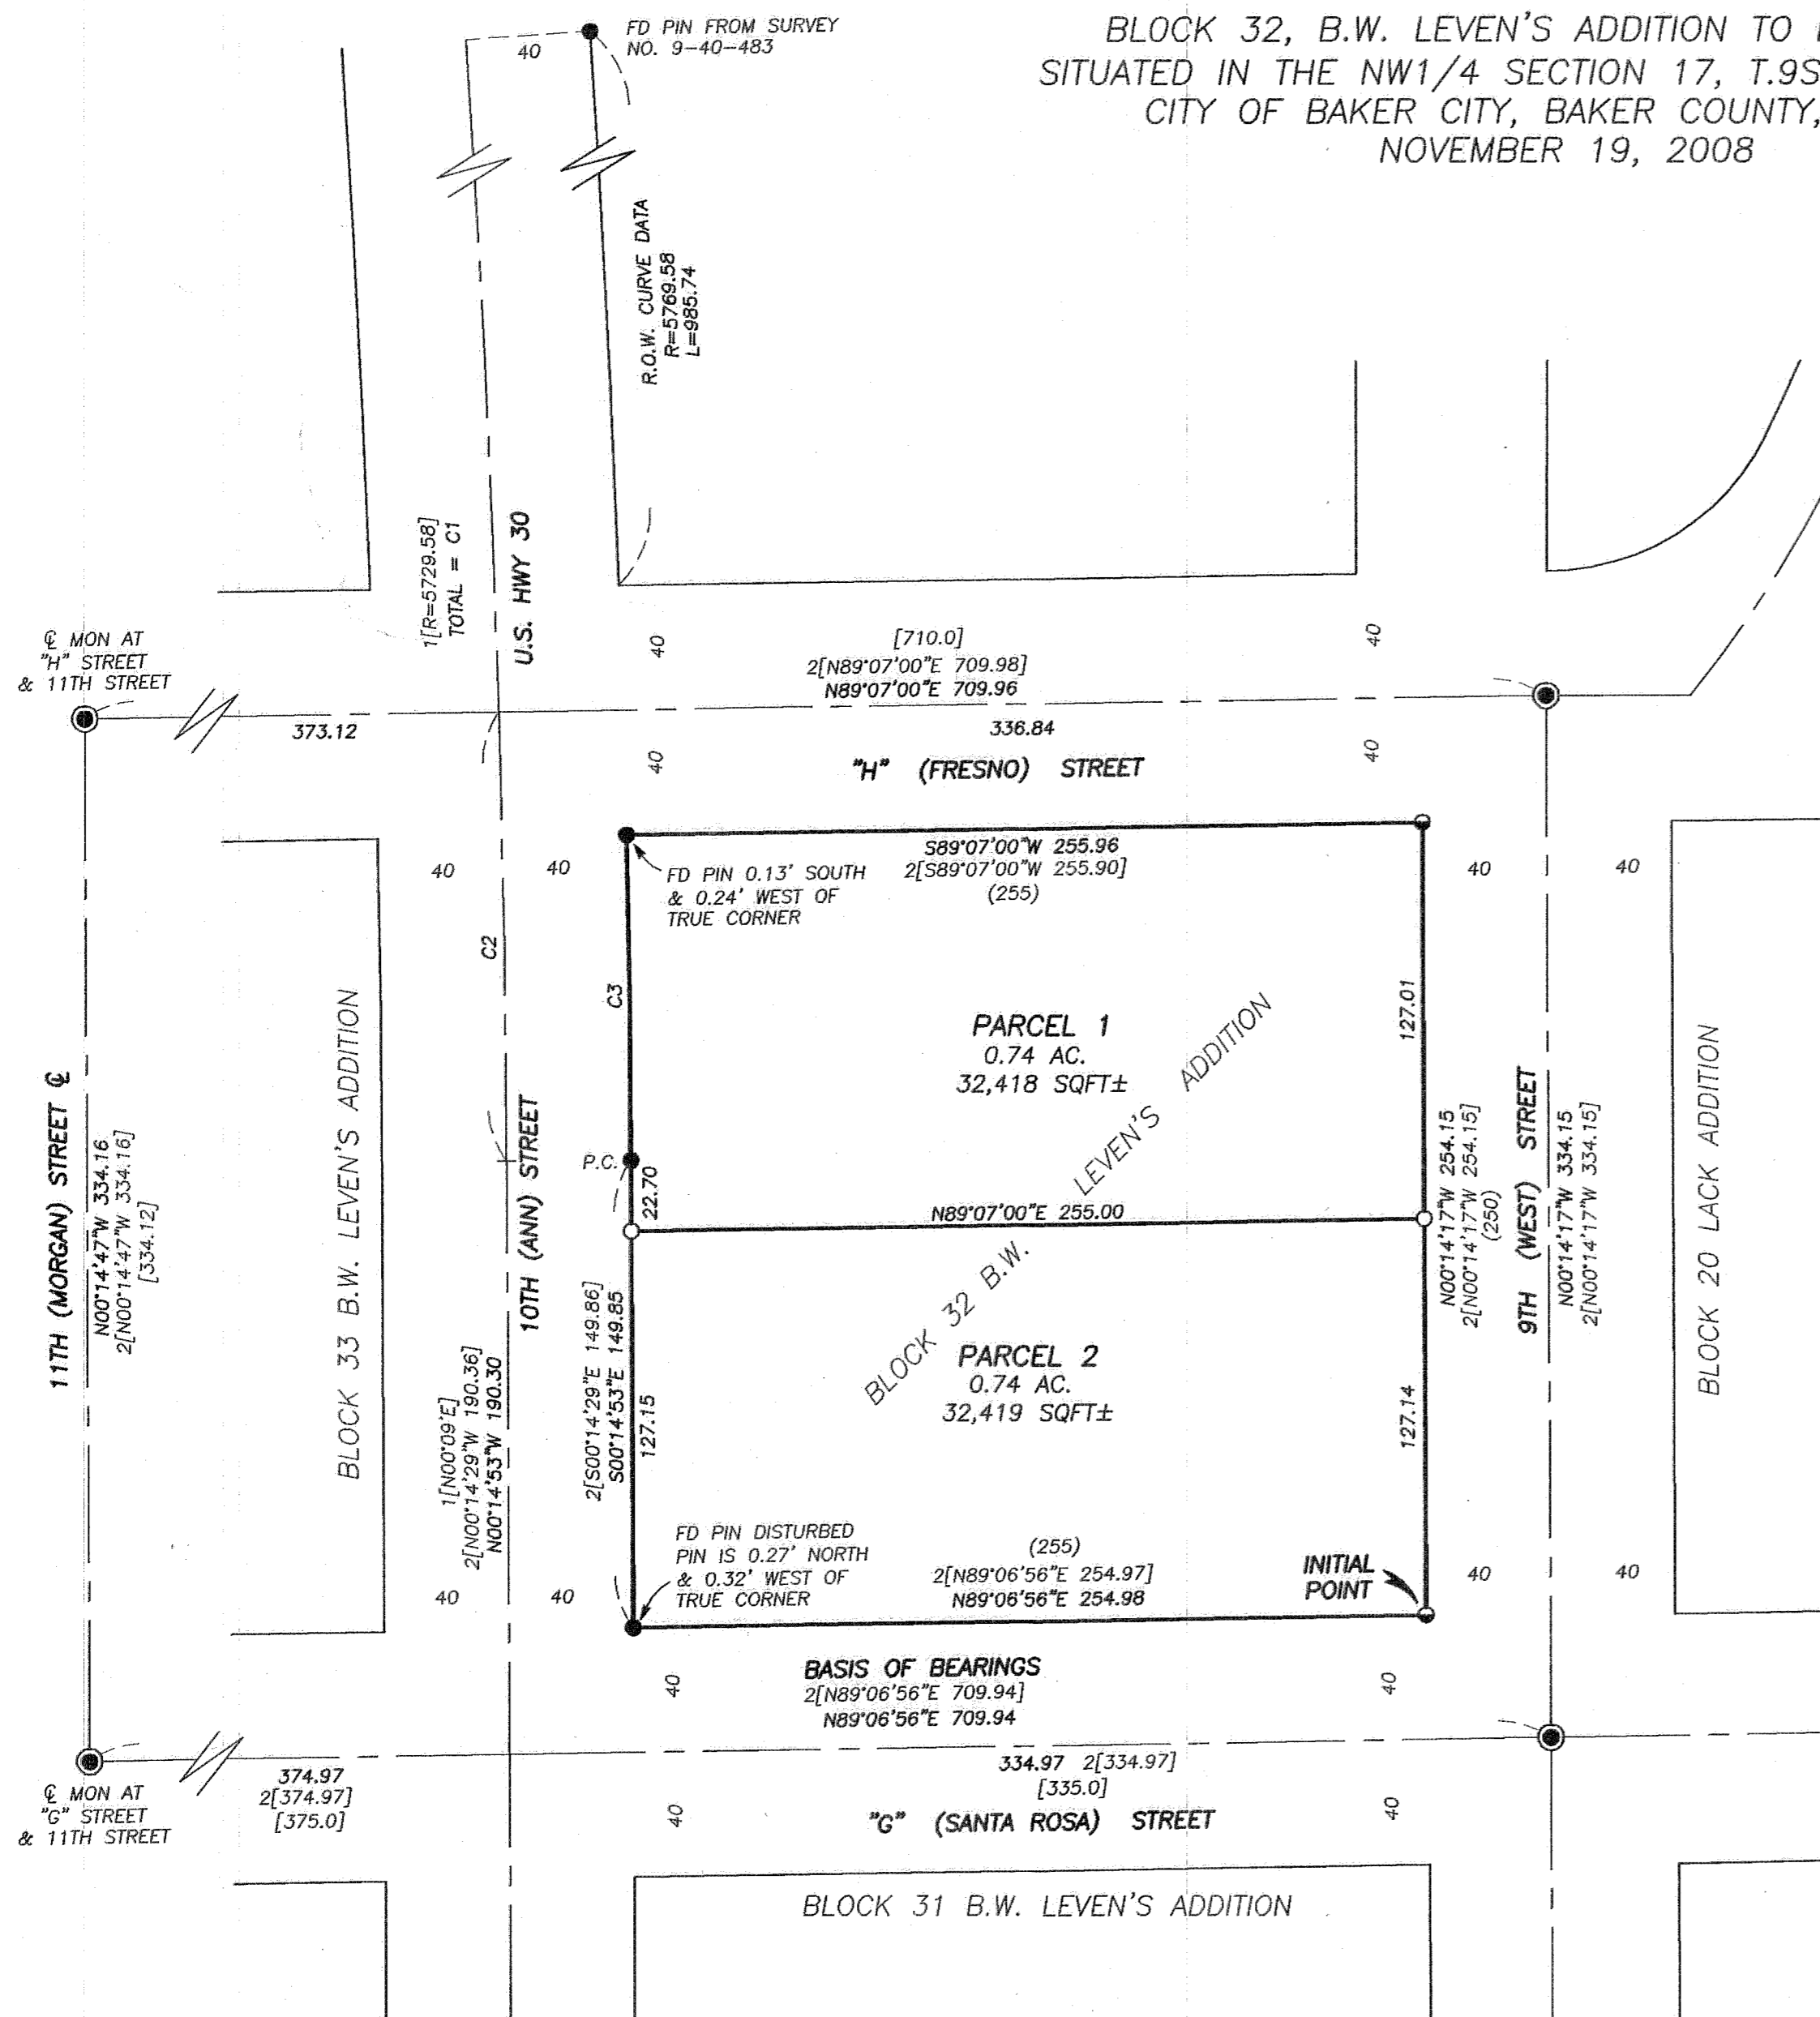 BLOCK 32, B.W. LEVEN'S ADDITION TO
SITUATED IN THE NW1/4 SECTION 17, T.9S
CITY OF BAKER CITY, BAKER COUNTY,
NOVEMBER 19, 2008
FD PIN FROM SURVEY
NO. 9-40-483
40
R.O.W. CURVE DATA
R=5769.58
L=985.74
1[R=5729.58]
TOTAL = C1
U.S. HWY 30
℄ MON AT
"H" STREET
& 11TH STREET
40
[710.0]
2[N89°07'00"E 709.98]
N89°07'00"E 709.96
40
373.12
336.84
40
40
"H" (FRESNO) STREET
S89°07'00"W 255.96
2[S89°07'00"W 255.90]
(255)
40
40
FD PIN 0.13' SOUTH
& 0.24' WEST OF
TRUE CORNER
40
40
C2
C3
127.01
PARCEL 1
0.74 AC.
32,418 SQFT±
BLOCK 32 B.W. LEVEN'S ADDITION
11TH (MORGAN) STREET ℄
N00°14'47"W 334.16
2[N00°14'47"W 334.16]
[334.12]
BLOCK 33 B.W. LEVEN'S ADDITION
10TH (ANN) STREET
P.C.
22.70
N89°07'00"E 255.00
N00°14'17"W 254.15
2[N00°14'17"W 254.15]
(250)
9TH (WEST) STREET
N00°14'17"W 334.15
2[N00°14'17"W 334.15]
BLOCK 20 LACK ADDITION
1[N00°09'E]
2[N00°14'29"W 190.36]
N00°14'53"W 190.30
2[S00°14'29"E 149.86]
S00°14'53"E 149.85
127.15
PARCEL 2
0.74 AC.
32,419 SQFT±
127.14
FD PIN DISTURBED
PIN IS 0.27' NORTH
& 0.32' WEST OF
TRUE CORNER
40
40
(255)
2[N89°06'56"E 254.97]
N89°06'56"E 254.98
INITIAL
POINT
40
40
BASIS OF BEARINGS
2[N89°06'56"E 709.94]
N89°06'56"E 709.94
40
40
℄ MON AT
"G" STREET
& 11TH STREET
374.97
2[374.97]
[375.0]
334.97 2[334.97]
[335.0]
40
40
"G" (SANTA ROSA) STREET
BLOCK 31 B.W. LEVEN'S ADDITION